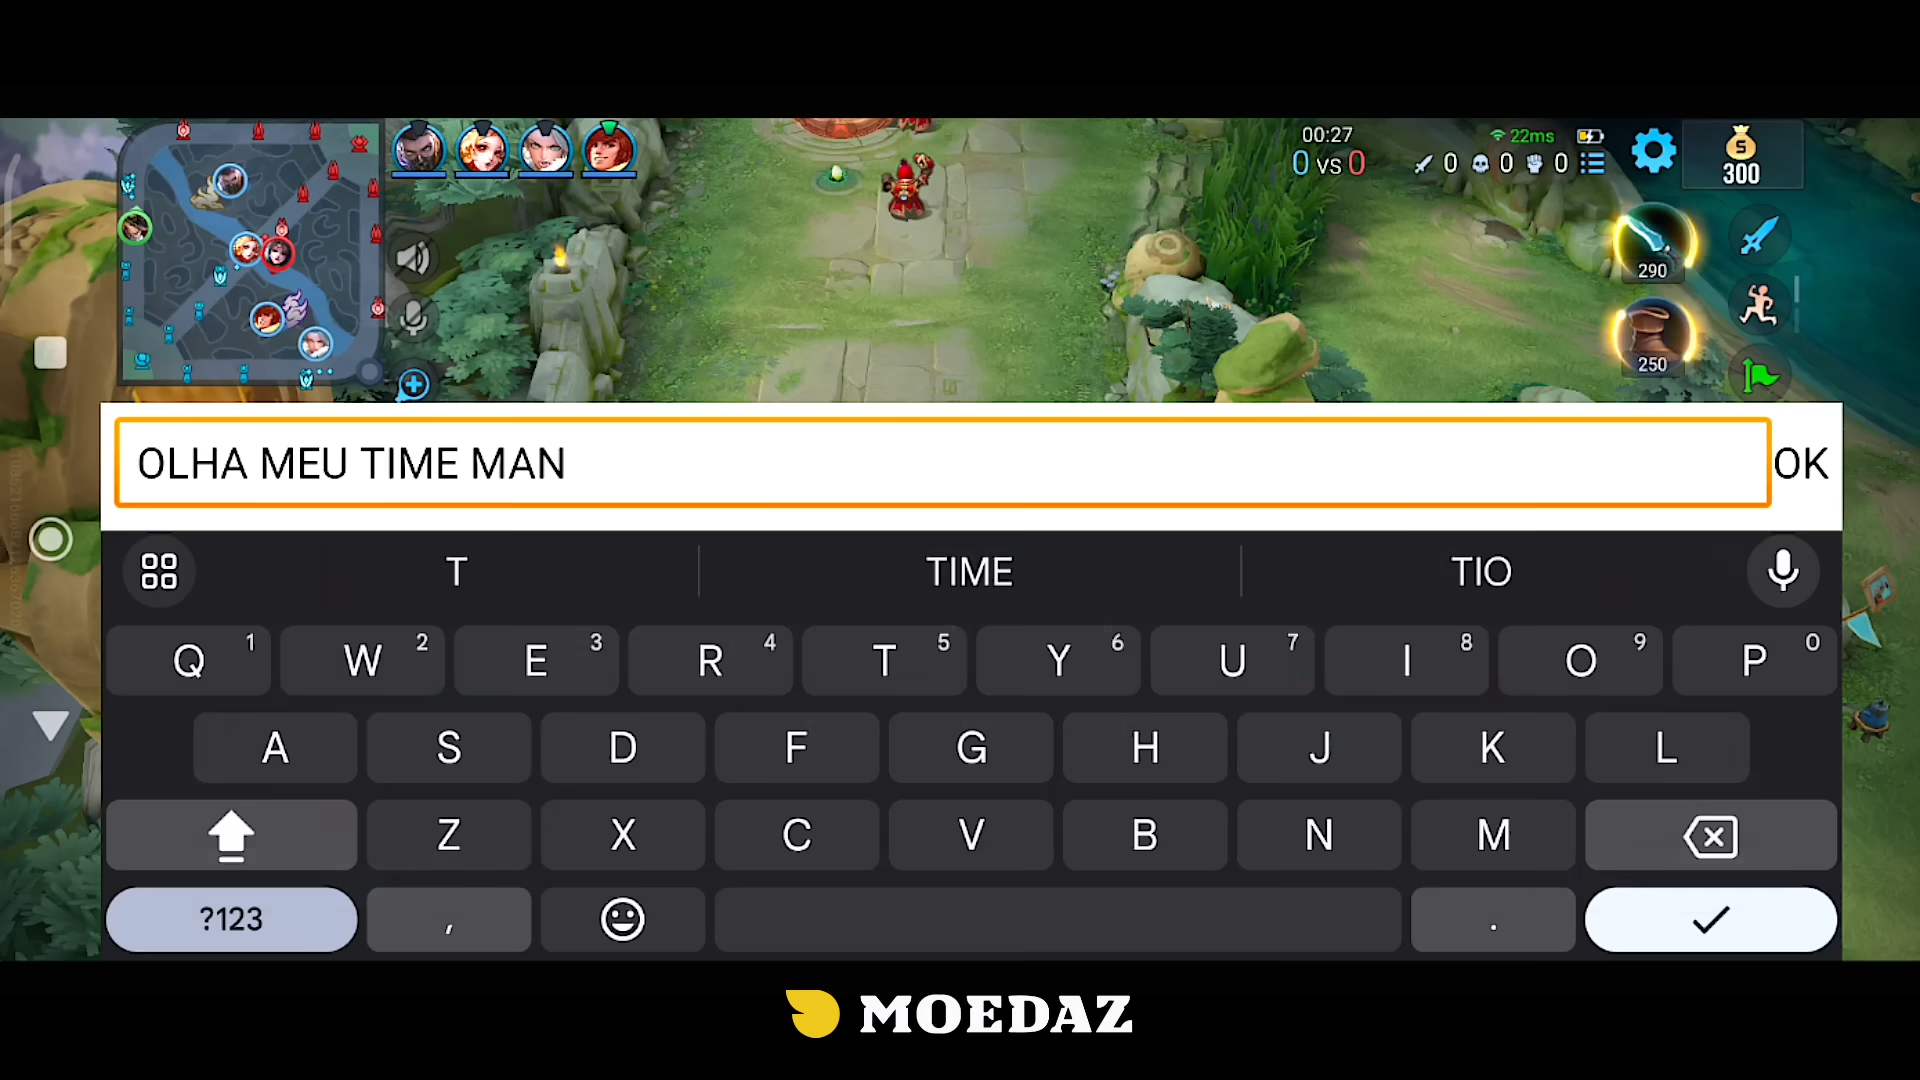 00:27
22ms
0 VS 0
0 0 0
300
290
250
OLHA MEU TIME MAN
OK
T TIME TIO
Q 1 W 2 E 3 R 4 T 5 Y 6 U 7 I 8 O 9 P 0
A S D F G H J K L
Z X C V B N M
?123 , .
MOEDAZ